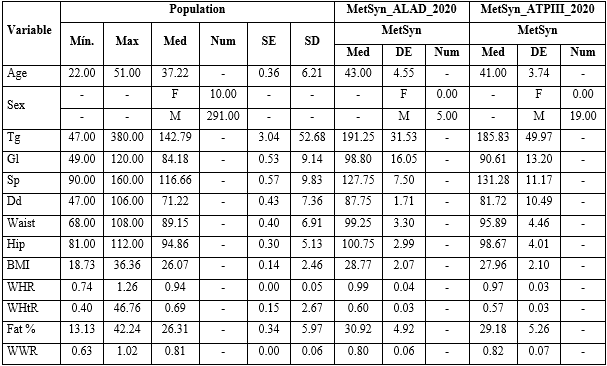 Variable Population MetSyn_ALAD_2020 MetSyn_ATPIII_2020
MetSyn MetSyn
Mín. Max Med Num SE SD Med DE Num Med DE Num
Age 22.00 51.00 37.22 - 0.36 6.21 43.00 4.55 - 41.00 3.74 -
Sex - - F 10.00 - - F 0.00 - F 0.00
- - M 291.00 - - M 5.00 - M 19.00
Tg 47.00 380.00 142.79 - 3.04 52.68 191.25 31.53 - 185.83 49.97 -
Gl 49.00 120.00 84.18 - 0.53 9.14 98.80 16.05 - 90.61 13.20 -
Sp 90.00 160.00 116.66 - 0.57 9.83 127.75 7.50 - 131.28 11.17 -
Dd 47.00 106.00 71.22 - 0.43 7.36 87.75 1.71 - 81.72 10.49 -
Waist 68.00 108.00 89.15 - 0.40 6.91 99.25 3.30 - 95.89 4.46 -
Hip 81.00 112.00 94.86 - 0.30 5.13 100.75 2.99 - 98.67 4.01 -
BMI 18.73 36.36 26.07 - 0.14 2.46 28.77 2.07 - 27.96 2.10 -
WHR 0.74 1.26 0.94 - 0.00 0.05 0.99 0.04 - 0.97 0.03 -
WHtR 0.40 46.76 0.69 - 0.15 2.67 0.60 0.03 - 0.57 0.03 -
Fat % 13.13 42.24 26.31 - 0.34 5.97 30.92 4.92 - 29.18 5.26 -
WWR 0.63 1.02 0.81 - 0.00 0.06 0.80 0.06 - 0.82 0.07 -